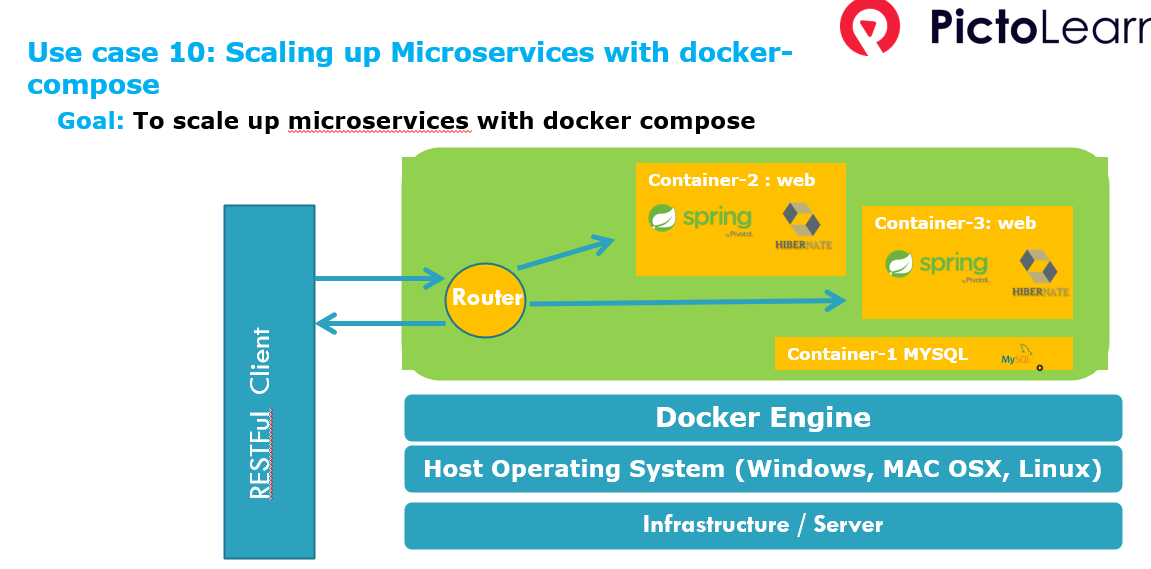 PictoLearn
Use case 10: Scaling up Microservices with docker-
compose
Goal: To scale up microservices with docker compose
RESTFul Client
Router
Container-2 : web
spring
by Pivotal.
HIBERNATE
Container-3: web
spring
by Pivotal.
HIBERNATE
Container-1 MYSQL
MySQL
Docker Engine
Host Operating System (Windows, MAC OSX, Linux)
Infrastructure / Server